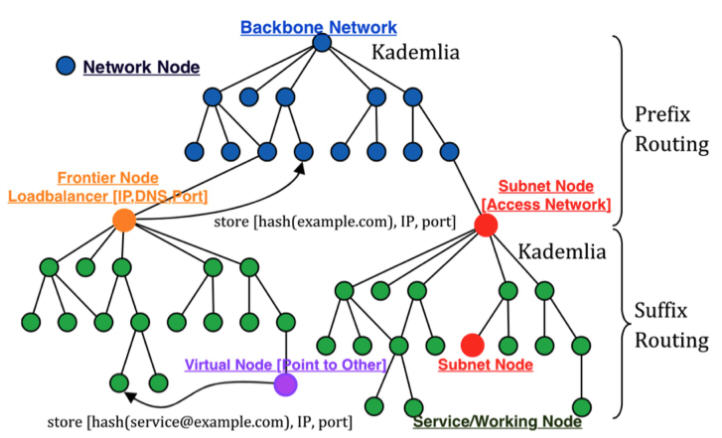 Backbone Network
Kademlia
Network Node
Prefix
Routing
Frontier Node
Loadbalancer [IP,DNS,Port]
Subnet Node
[Access Network]
store [hash(example.com), IP, port]
Kademlia
Suffix
Routing
Virtual Node [Point to Other]
Subnet Node
store [hash(service@example.com), IP, port]
Service/Working Node